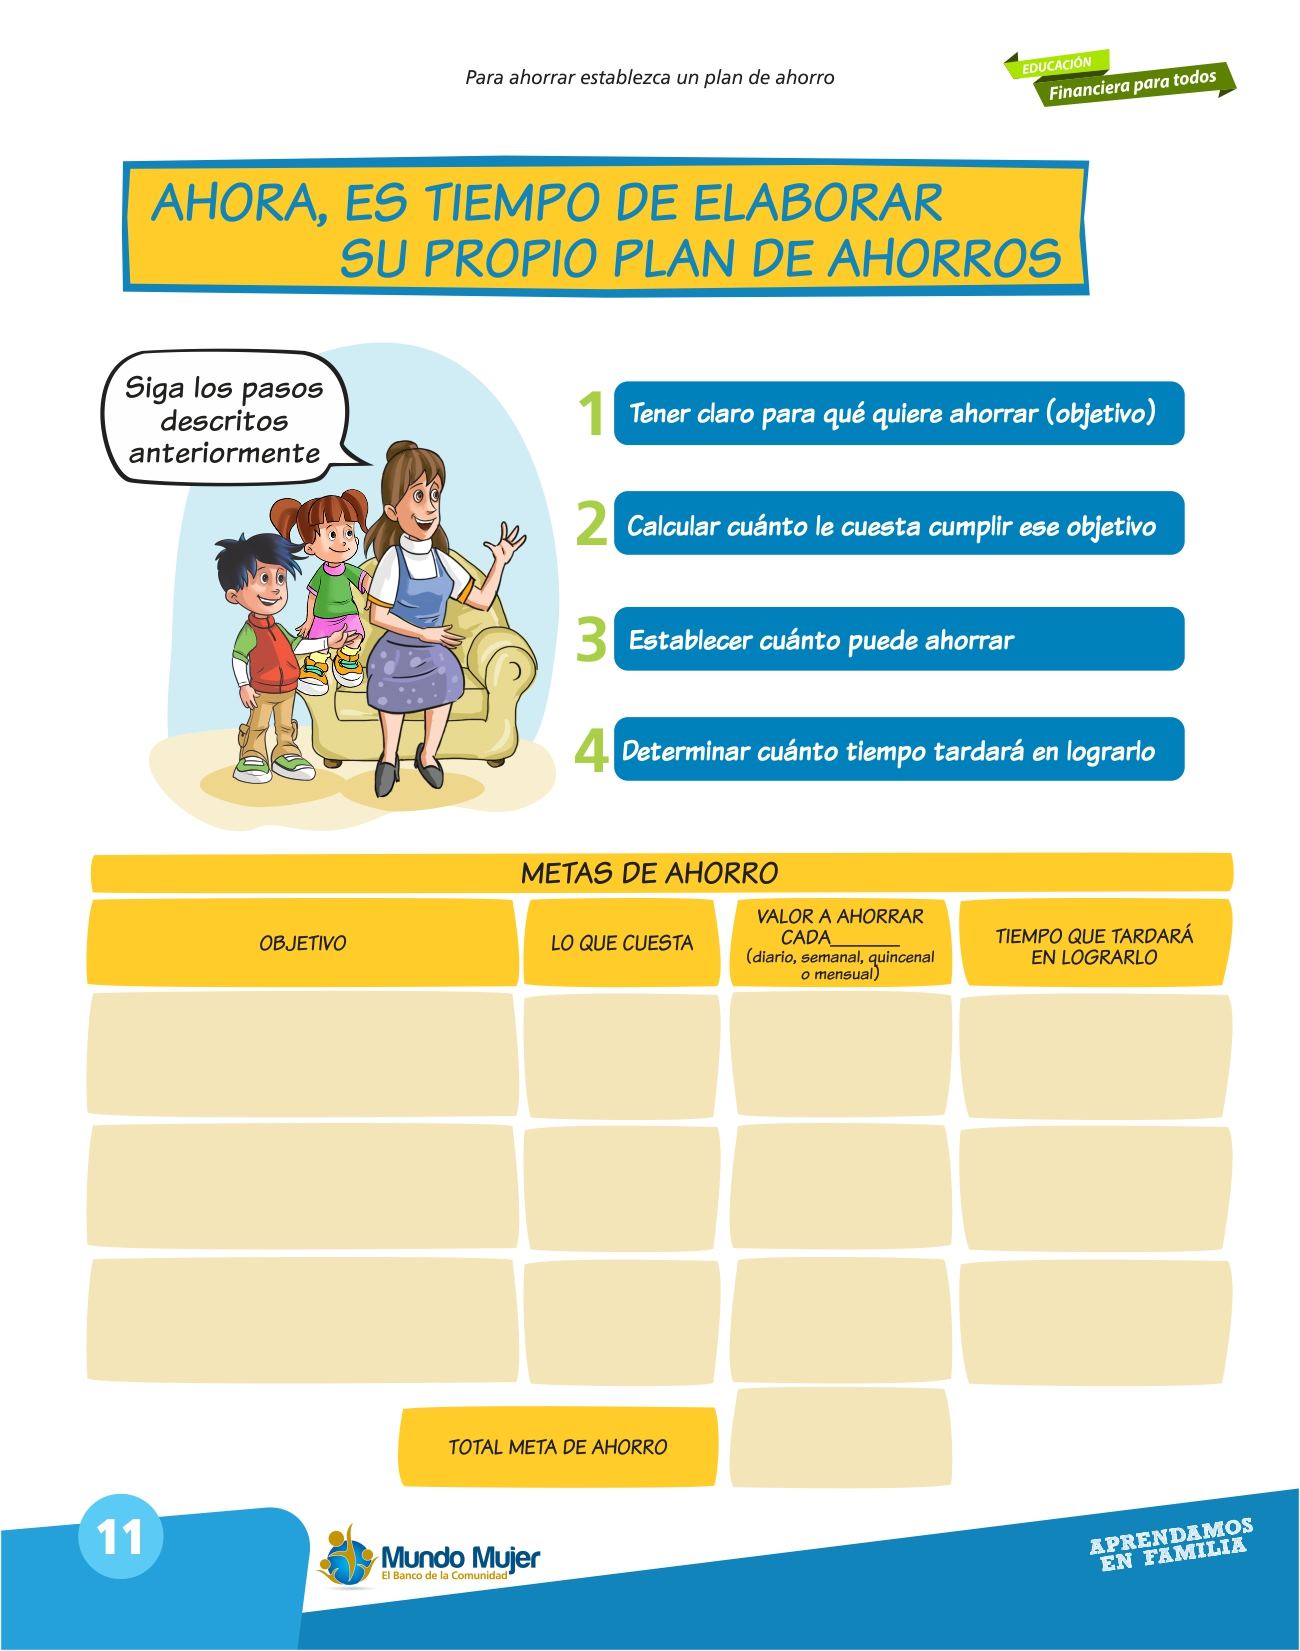 Para ahorrar establezca un plan de ahorro
EDUCACIÓN
Financiera para todos
AHORA, ES TIEMPO DE ELABORAR
SU PROPIO PLAN DE AHORROS
Siga los pasos
descritos
anteriormente
1 Tener claro para qué quiere ahorrar (objetivo)
2 Calcular cuánto le cuesta cumplir ese objetivo
3 Establecer cuánto puede ahorrar
4 Determinar cuánto tiempo tardará en lograrlo
METAS DE AHORRO
OBJETIVO
LO QUE CUESTA
VALOR A AHORRAR
CADA_______
(diario, semanal, quincenal
o mensual)
TIEMPO QUE TARDARÁ
EN LOGRARLO
TOTAL META DE AHORRO
11
Mundo Mujer
El Banco de la Comunidad
APRENDAMOS
EN FAMILIA